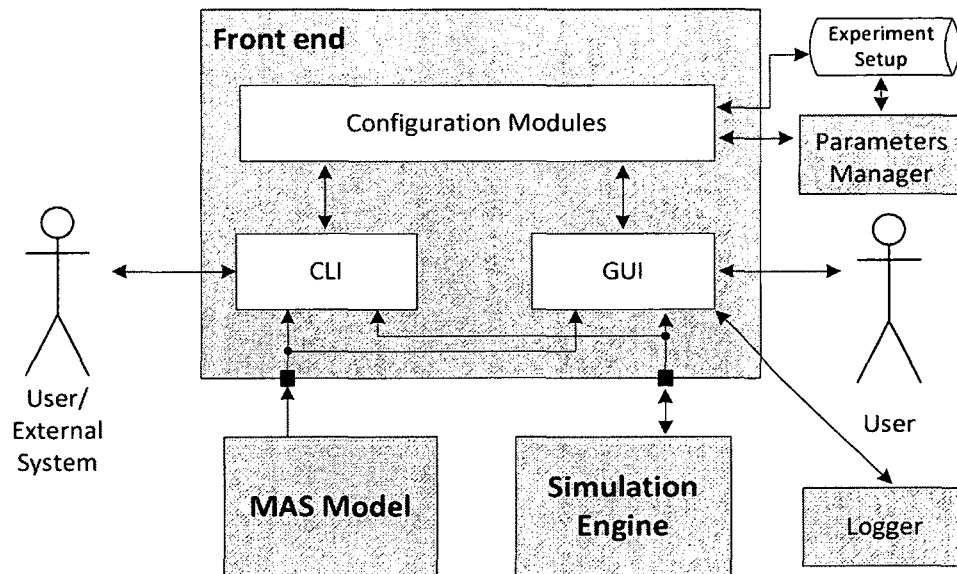 Front end
Experiment
Setup
Configuration Modules
Parameters
Manager
CLI
GUI
User/
External
System
User
MAS Model
Simulation
Engine
Logger